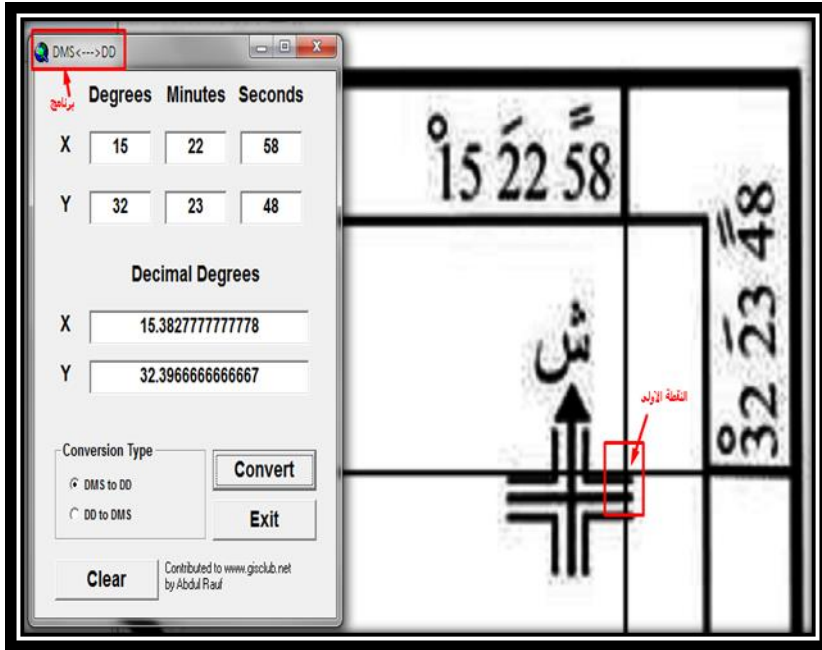 DMS<--->DD
برنامج
Degrees Minutes Seconds
X 15 22 58
Y 32 23 48
Decimal Degrees
X 15.3827777777778
Y 32.3966666666667
Conversion Type
DMS to DD
DD to DMS
Convert
Exit
Clear
Contributed to www.gisclub.net
by Abdul Rauf
15° 22' 58"
32° 23' 48"
ش
النقطة الاولى